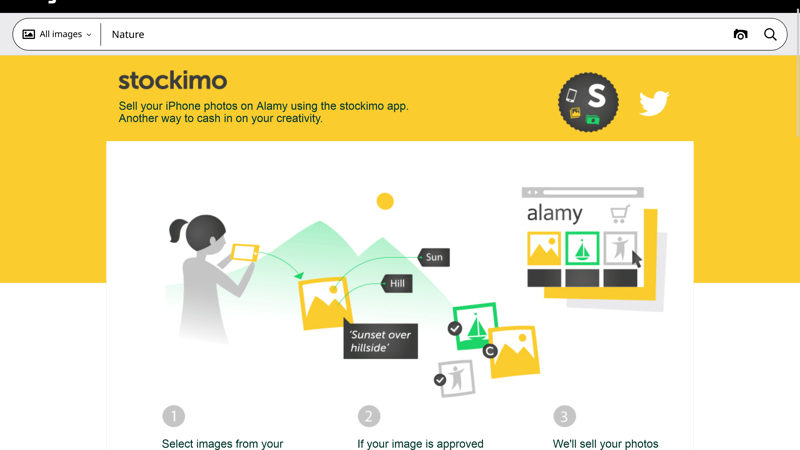 All images
Nature
stockimo
Sell your iPhone photos on Alamy using the stockimo app.
Another way to cash in on your creativity.
S
alamy
Sun
Hill
'Sunset over
hillside'
C
1
2
3
Select images from your
If your image is approved
We'll sell your photos